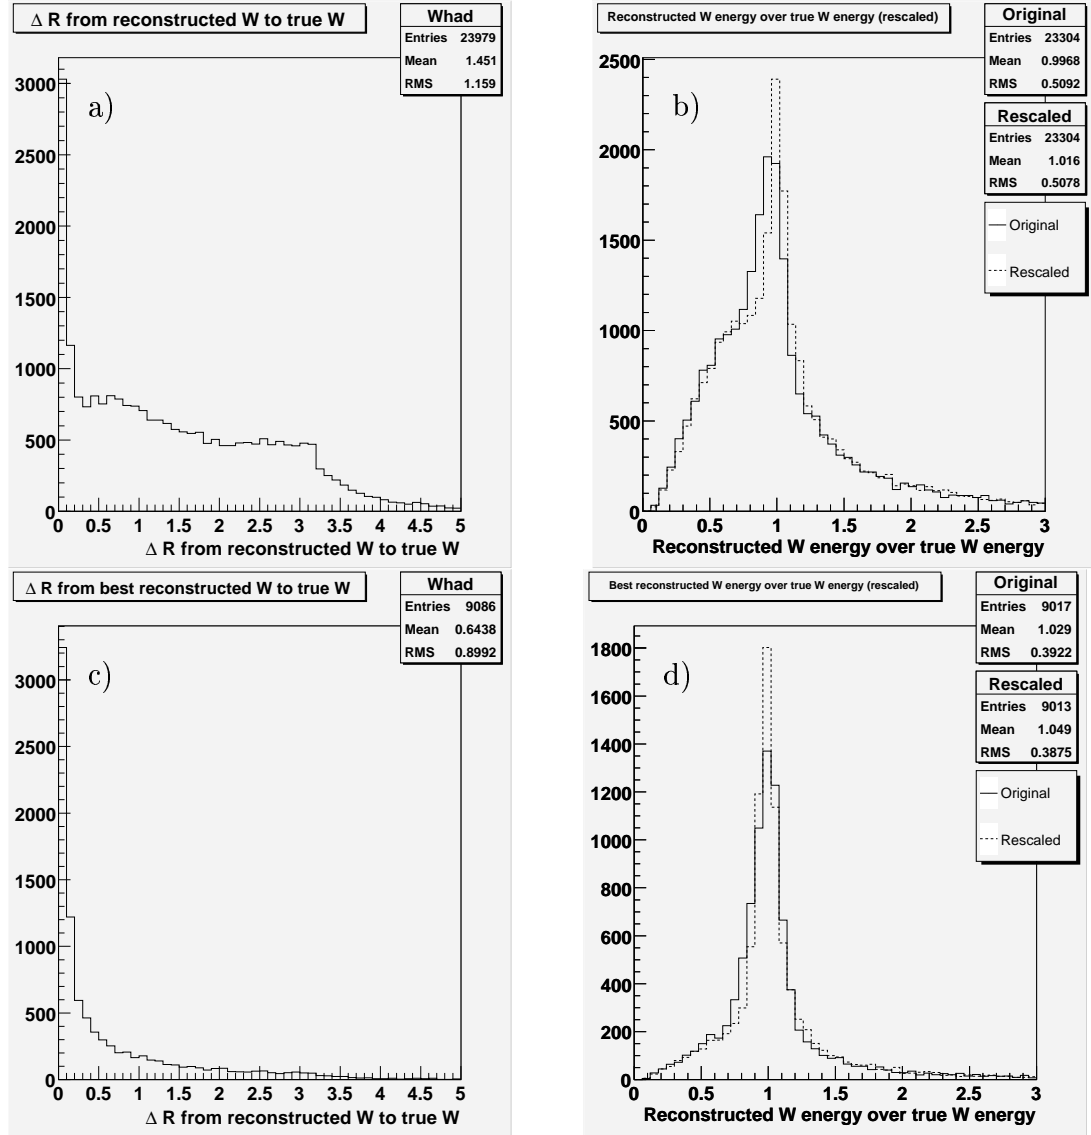 Δ R from reconstructed W to true W
Whad
Entries 23979
Mean 1.451
RMS 1.159
a)
3000
2500
2000
1500
1000
500
0
0 0.5 1 1.5 2 2.5 3 3.5 4 4.5 5
Δ R from reconstructed W to true W
Reconstructed W energy over true W energy (rescaled)
Original
Entries 23304
Mean 0.9968
RMS 0.5092
Rescaled
Entries 23304
Mean 1.016
RMS 0.5078
Original
Rescaled
b)
2500
2000
1500
1000
500
0
0 0.5 1 1.5 2 2.5 3
Reconstructed W energy over true W energy
Δ R from best reconstructed W to true W
Whad
Entries 9086
Mean 0.6438
RMS 0.8992
c)
3000
2500
2000
1500
1000
500
0
0 0.5 1 1.5 2 2.5 3 3.5 4 4.5 5
Δ R from reconstructed W to true W
Best reconstructed W energy over true W energy (rescaled)
Original
Entries 9017
Mean 1.029
RMS 0.3922
Rescaled
Entries 9013
Mean 1.049
RMS 0.3875
Original
Rescaled
d)
1800
1600
1400
1200
1000
800
600
400
200
0
0 0.5 1 1.5 2 2.5 3
Reconstructed W energy over true W energy